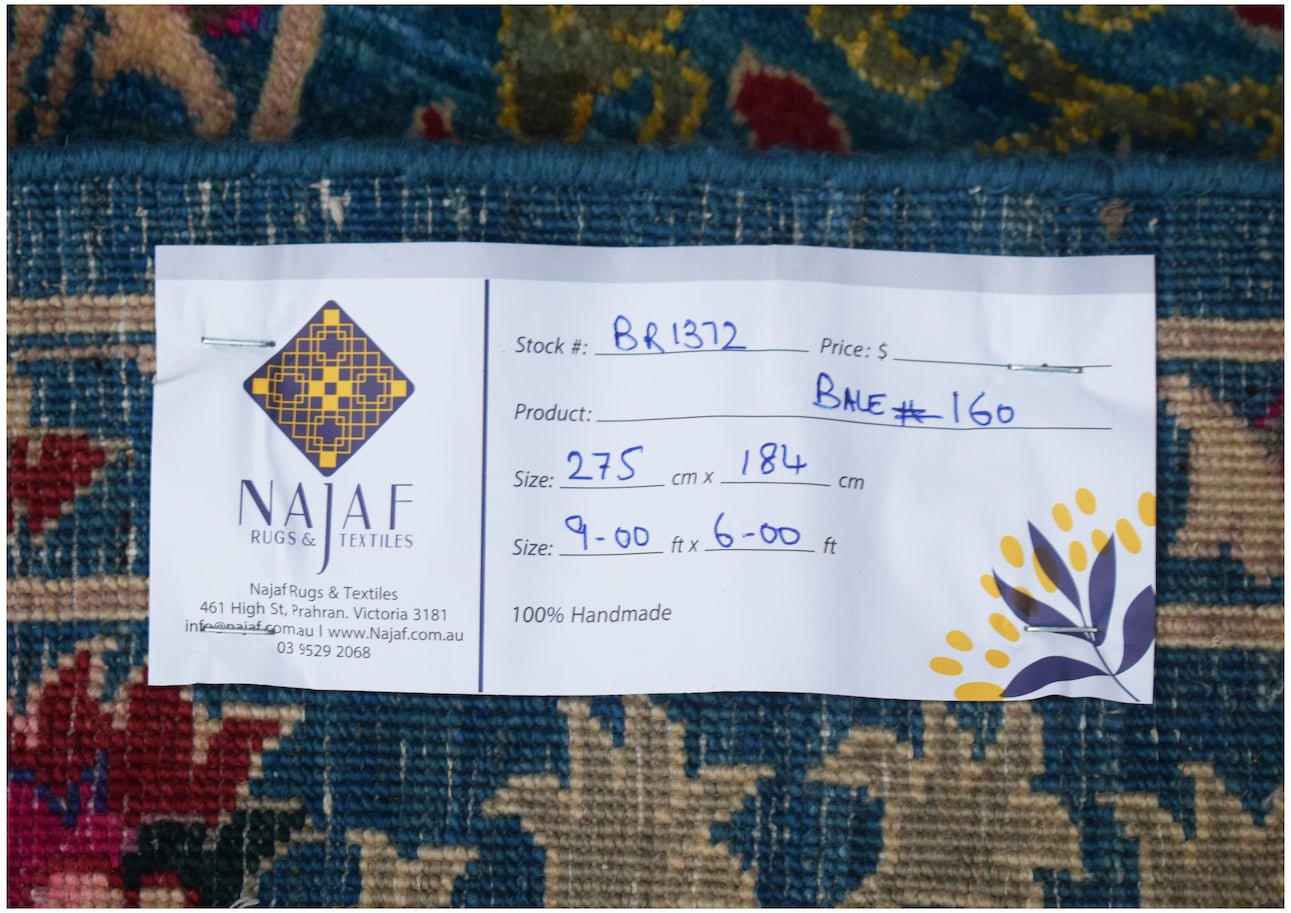 NAJAF
RUGS & TEXTILES
Najaf Rugs & Textiles
461 High St, Prahran. Victoria 3181
info@najaf.com.au | www.Najaf.com.au
03 9529 2068
Stock #: BR1372 Price: $
Product: BALE # 160
Size: 275 cm x 184 cm
Size: 9-00 ft x 6-00 ft
100% Handmade